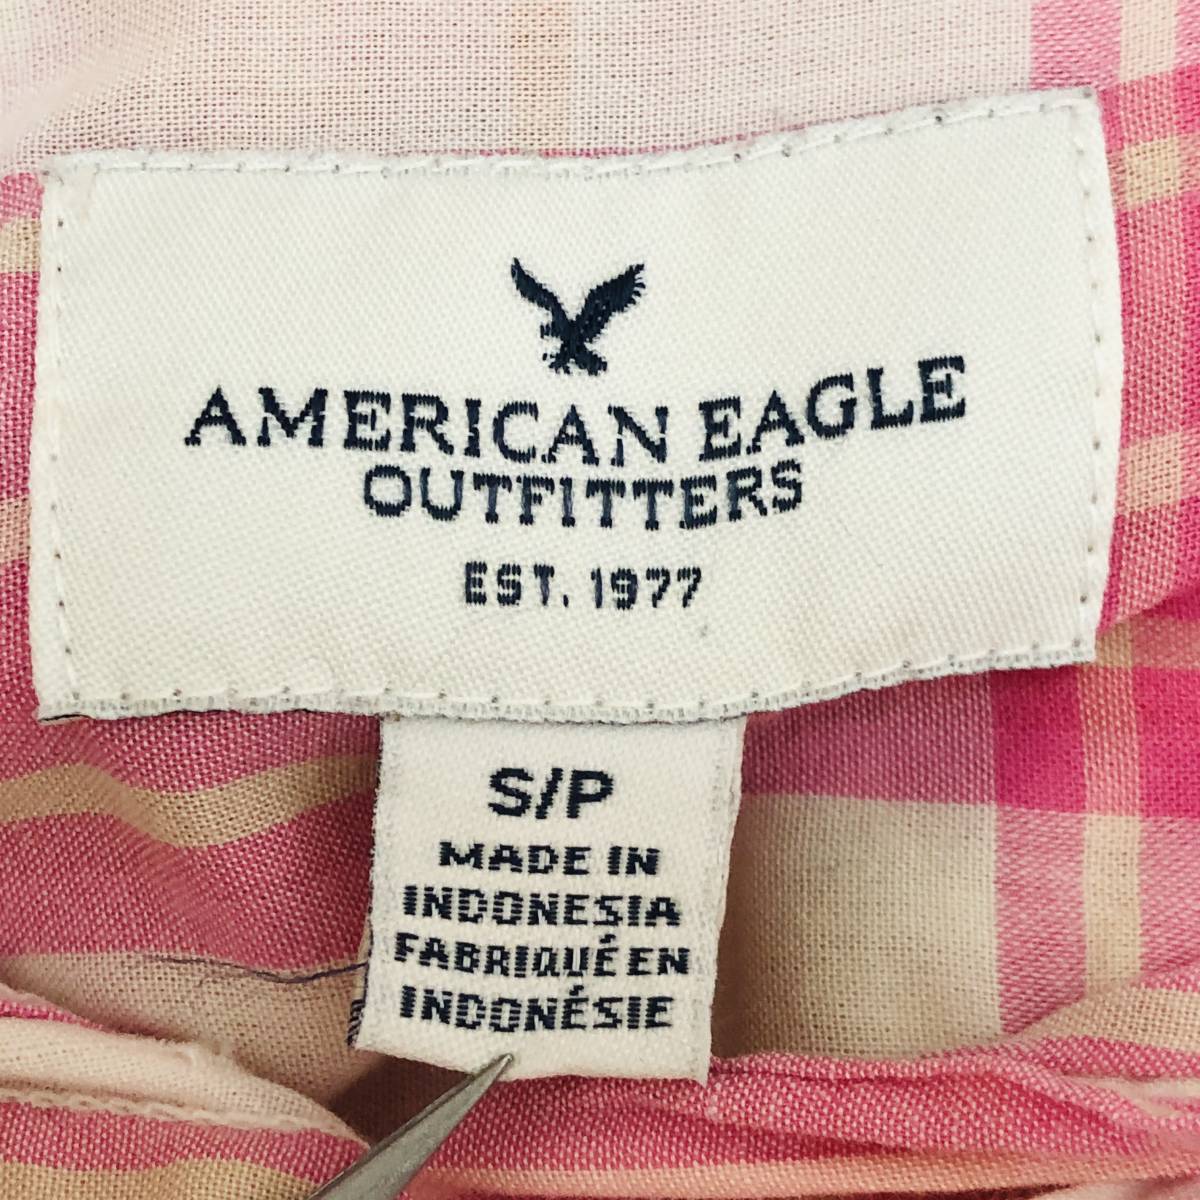 AMERICAN EAGLE
OUTFITTERS
EST. 1977
S/P
MADE IN
INDONESIA
FABRIQUÉ EN
INDONÉSIE